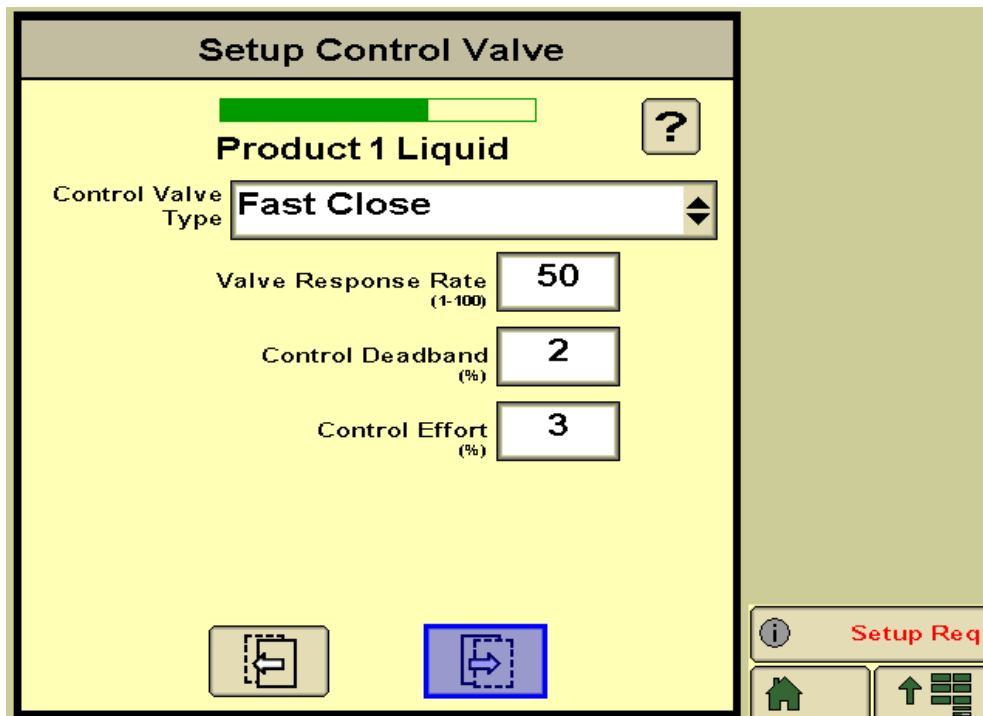 Setup Control Valve
?
Product 1 Liquid
Control Valve
Type
Fast Close
Valve Response Rate
(1-100)
50
Control Deadband
(%)
2
Control Effort
(%)
3
Setup Req